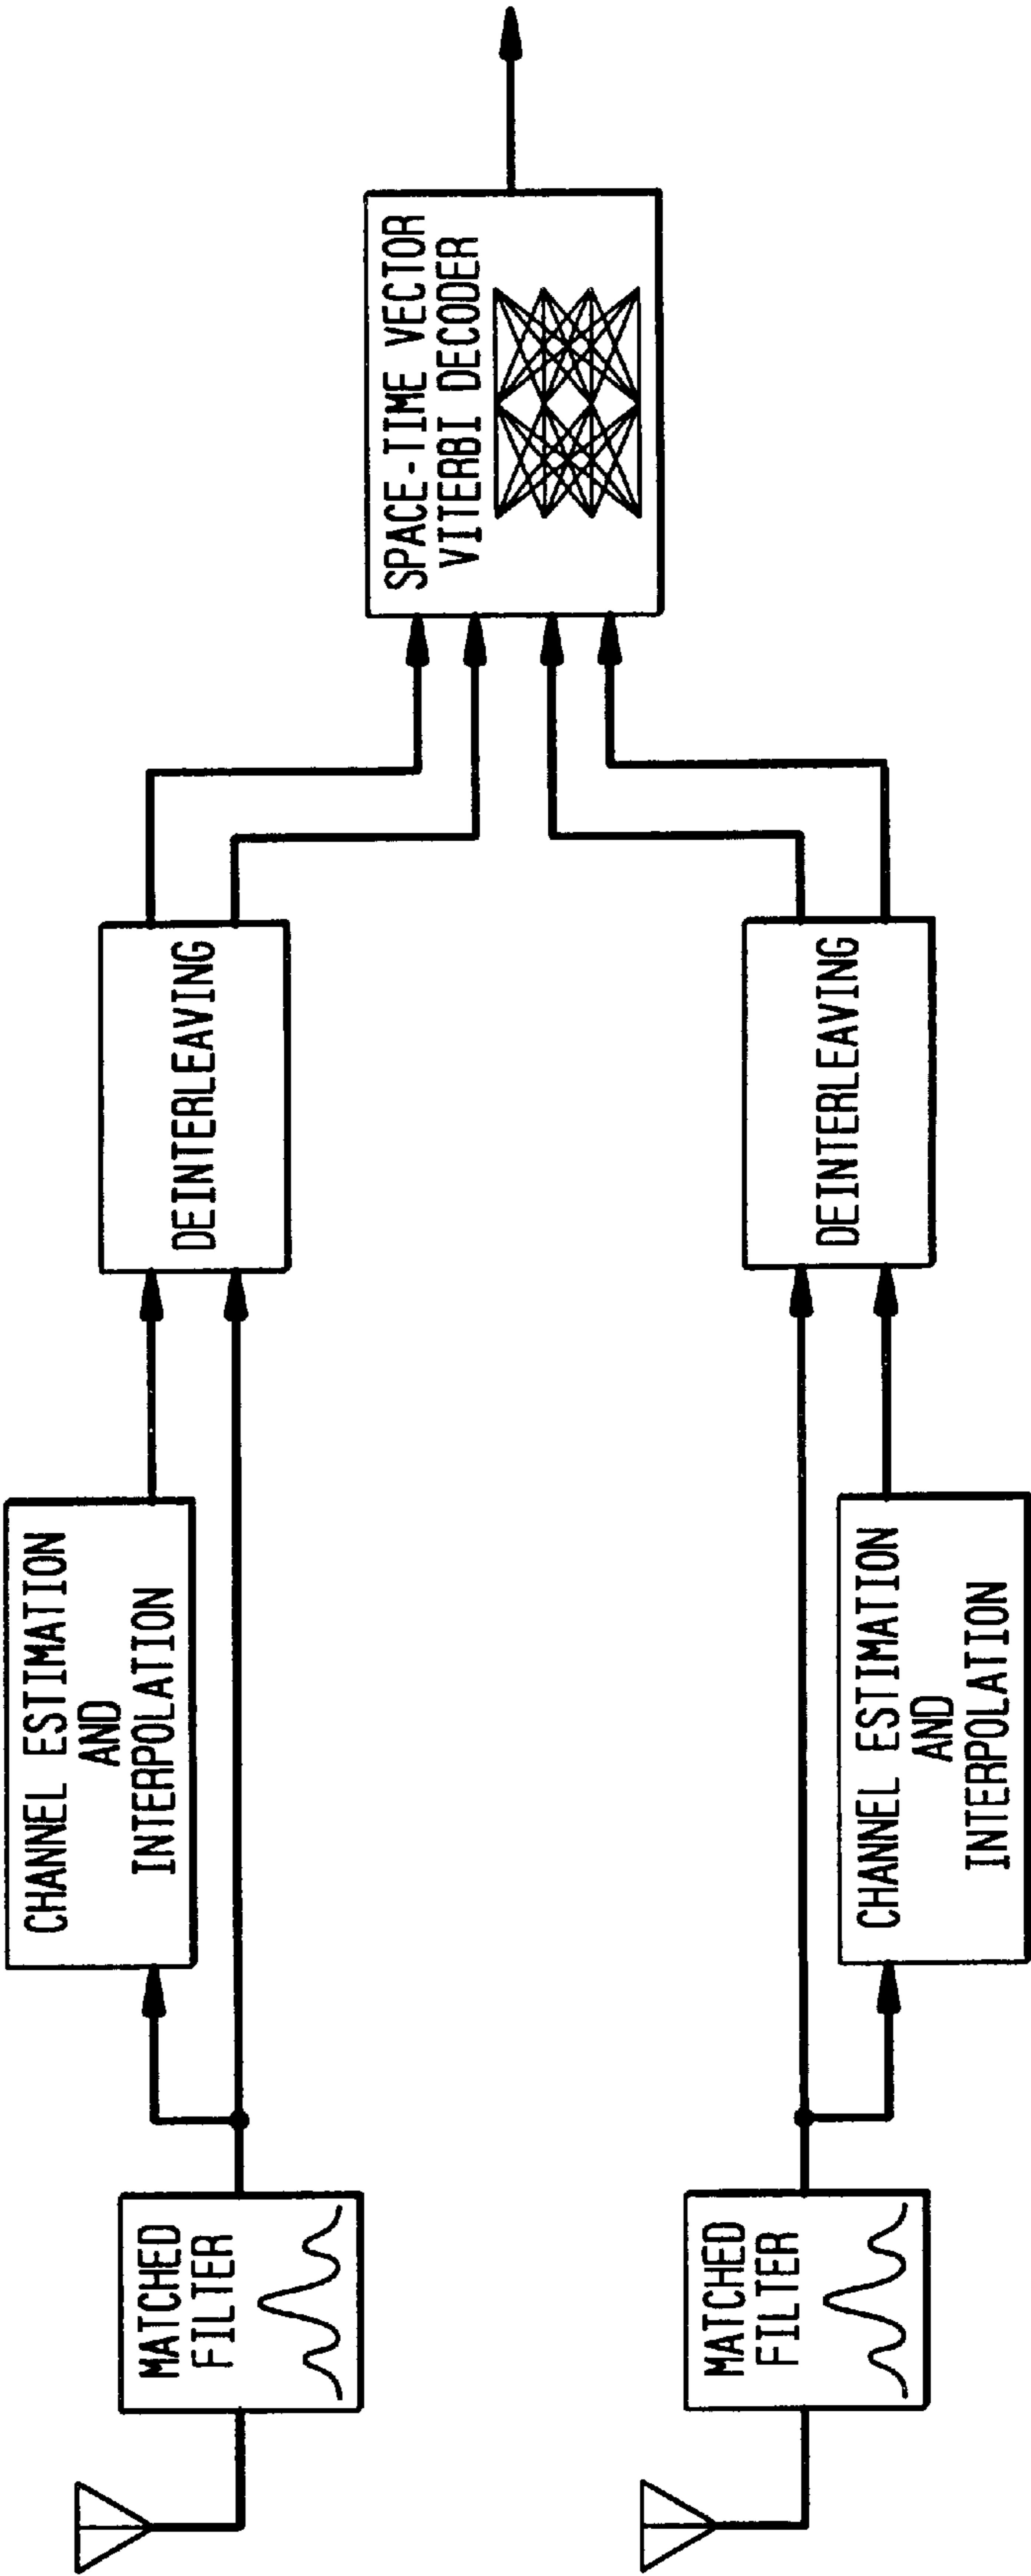 MATCHED
FILTER
CHANNEL ESTIMATION
AND
INTERPOLATION
DEINTERLEAVING
SPACE-TIME VECTOR
VITERBI DECODER
MATCHED
FILTER
CHANNEL ESTIMATION
AND
INTERPOLATION
DEINTERLEAVING